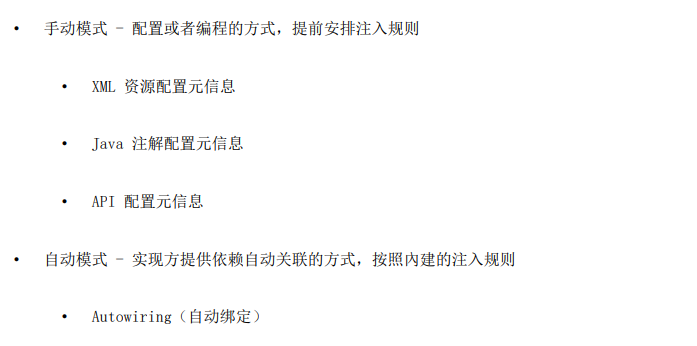 • 手动模式 - 配置或者编程的方式，提前安排注入规则
• XML 资源配置元信息
• Java 注解配置元信息
• API 配置元信息
• 自动模式 - 实现方提供依赖自动关联的方式，按照內建的注入规则
• Autowiring（自动绑定）